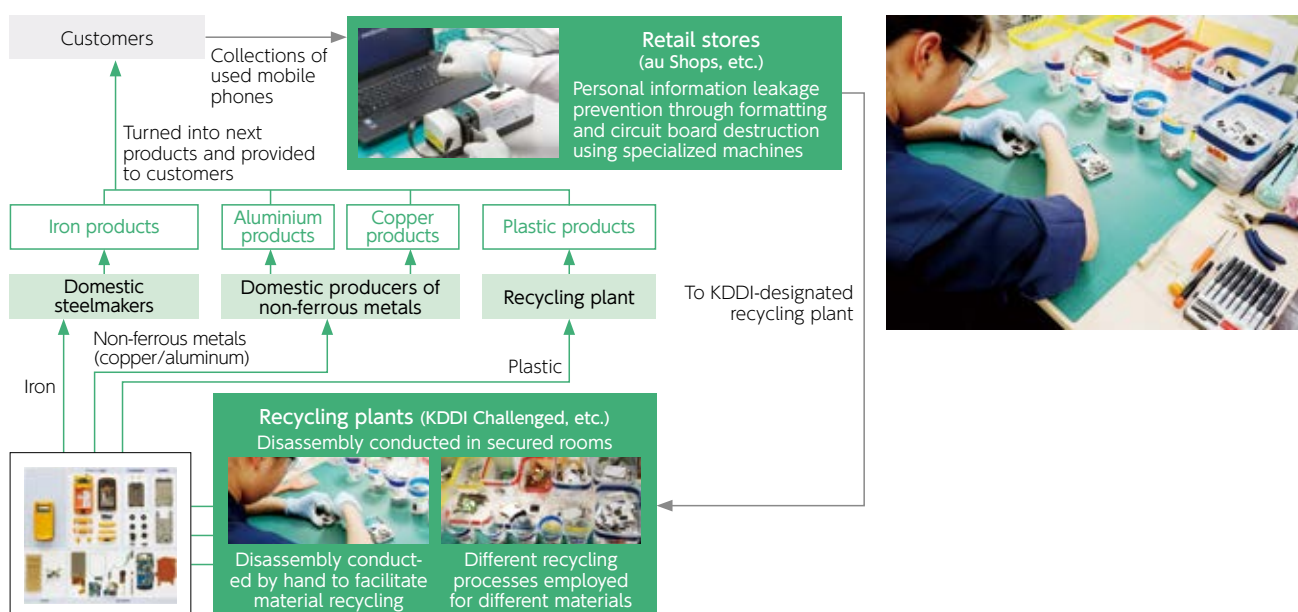 Customers
Collections of
used mobile
phones
Retail stores
(au Shops, etc.)
Personal information leakage
prevention through formatting
and circuit board destruction
using specialized machines
Turned into next
products and provided
to customers
Iron products
Aluminium
products
Copper
products
Plastic products
Domestic
steelmakers
Domestic producers of
non-ferrous metals
Recycling plant
To KDDI-designated
recycling plant
Non-ferrous metals
(copper/aluminum)
Iron
Plastic
Recycling plants (KDDI Challenged, etc.)
Disassembly conducted in secured rooms
Disassembly conduct-
ed by hand to facilitate
material recycling
Different recycling
processes employed
for different materials